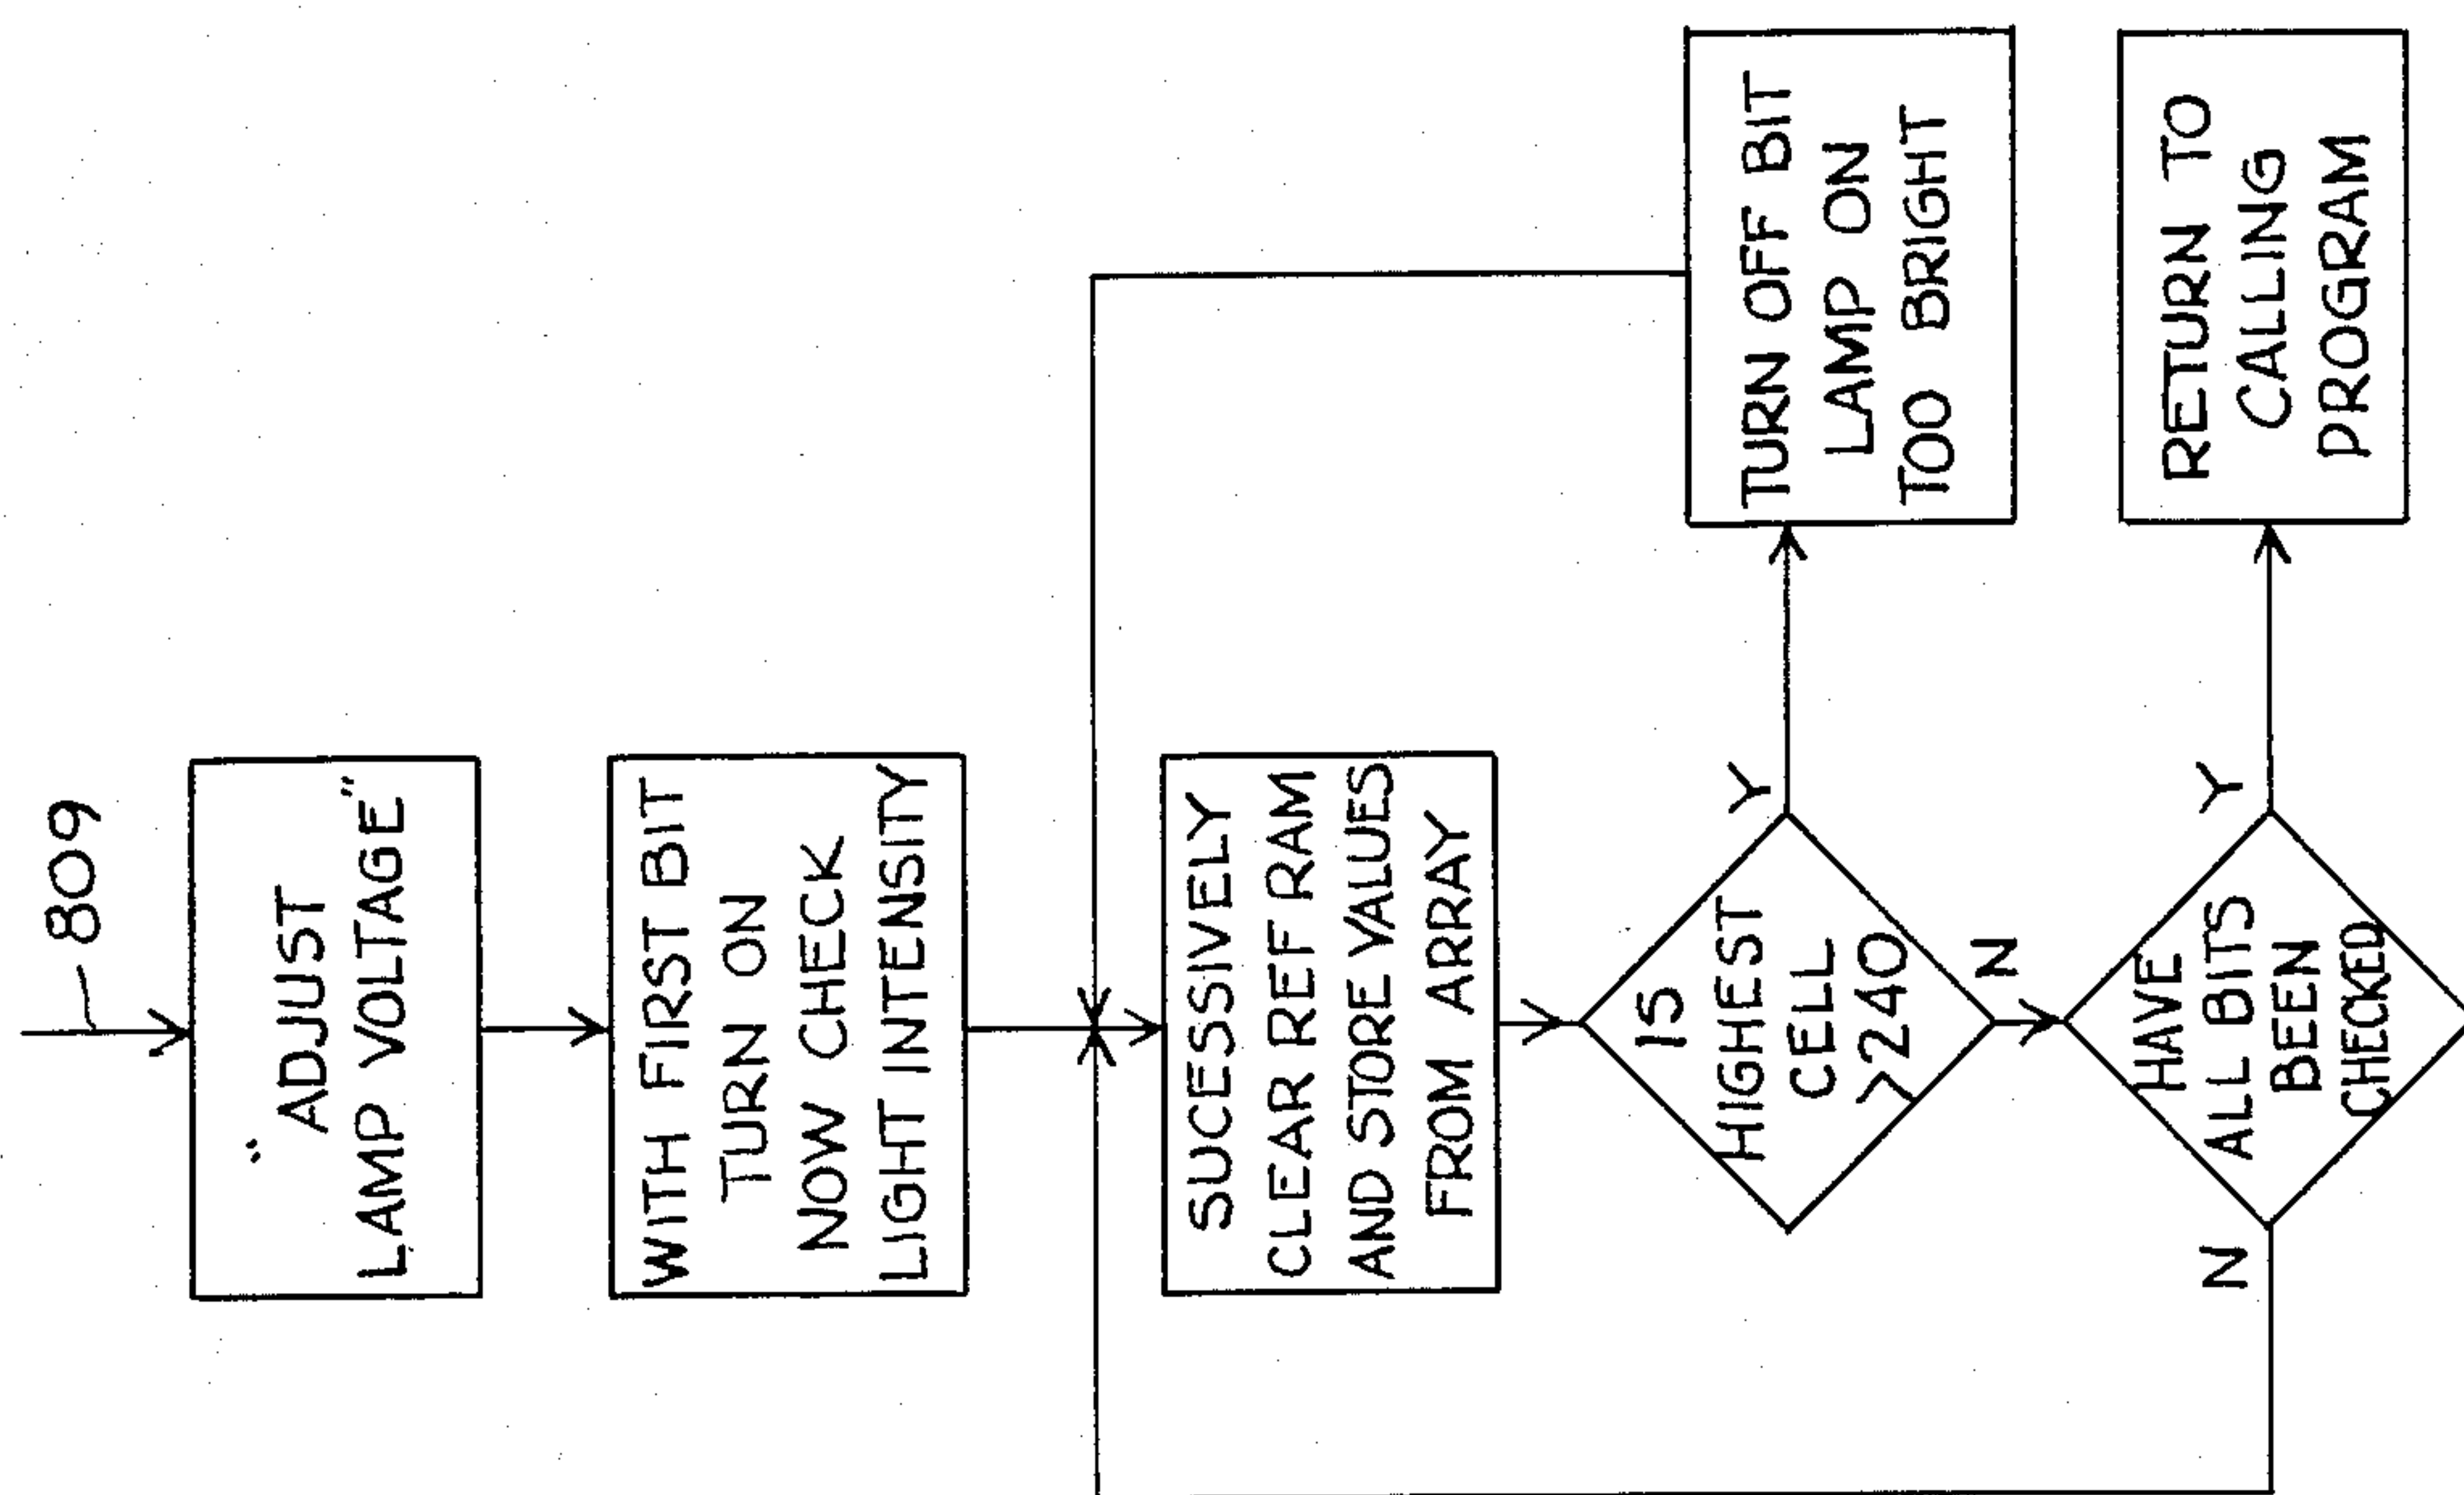 809
" ADJUST
LAMP VOLTAGE"
WITH FIRST BIT
TURN ON
NOW CHECK
LIGHT INTENSITY
SUCESSIVELY
CLEAR REF RAM
AND STORE VALUES
FROM ARRAY
IS
HIGHEST
CELL
>240
Y
N
TURN OFF BIT
LAMP ON
TOO BRIGHT
HAVE
ALL BITS
BEEN
CHECKED
Y
N
RETURN TO
CALLING
PROGRAM